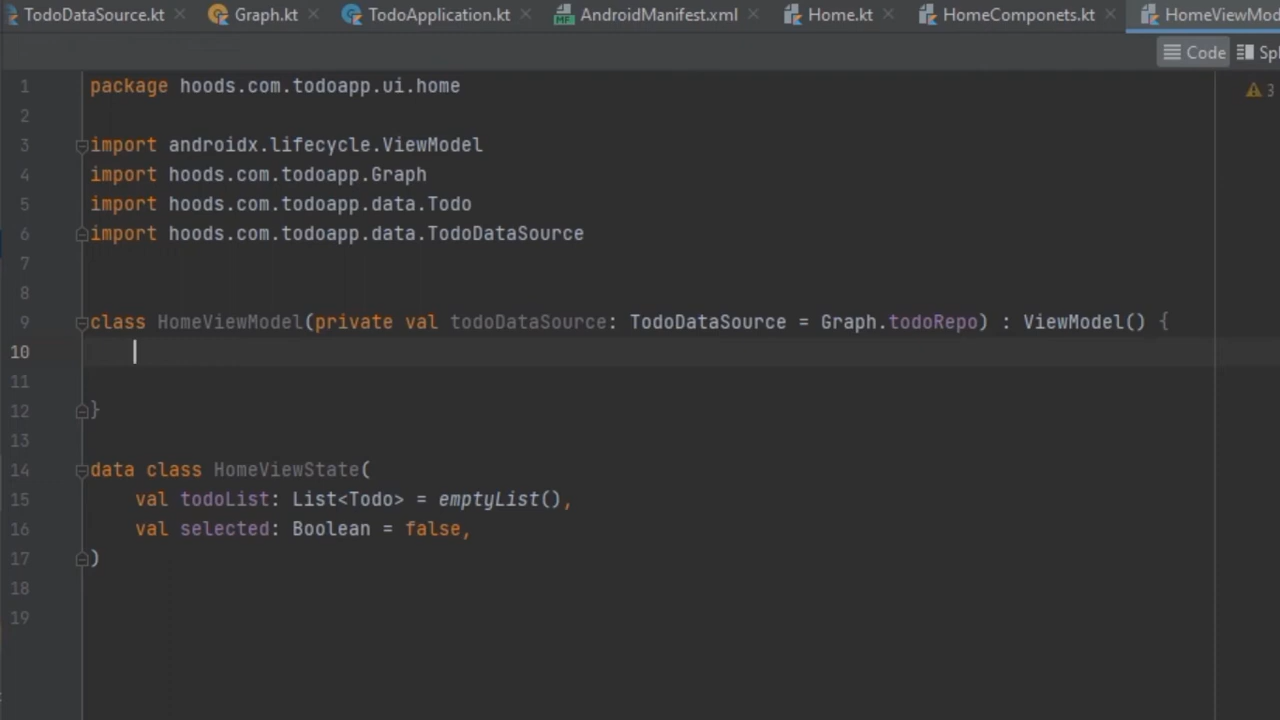 TodoDataSource.kt Graph.kt TodoApplication.kt AndroidManifest.xml Home.kt HomeComponets.kt HomeViewMod
Code Spl
1 package hoods.com.todoapp.ui.home 3
2
3 import androidx.lifecycle.ViewModel
4 import hoods.com.todoapp.Graph
5 import hoods.com.todoapp.data.Todo
6 import hoods.com.todoapp.data.TodoDataSource
7
8
9 class HomeViewModel(private val todoDataSource: TodoDataSource = Graph.todoRepo) : ViewModel() {
10
11
12 }
13
14 data class HomeViewState(
15 val todoList: List<Todo> = emptyList(),
16 val selected: Boolean = false,
17 )
18
19